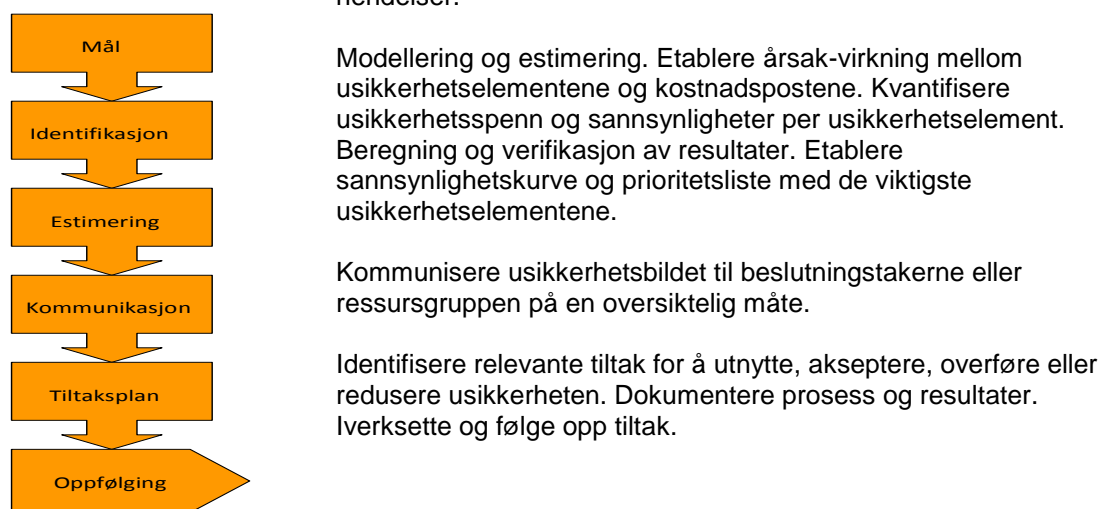 Mål
Identifikasjon
Estimering
Kommunikasjon
Tiltaksplan
Oppfølging
hendelser.
Modellering og estimering. Etablere årsak-virkning mellom
usikkerhetselementene og kostnadspostene. Kvantifisere
usikkerhetsspenn og sannsynligheter per usikkerhetselement.
Beregning og verifikasjon av resultater. Etablere
sannsynlighetskurve og prioritetsliste med de viktigste
usikkerhetselementene.
Kommunisere usikkerhetsbildet til beslutningstakerne eller
ressursgruppen på en oversiktelig måte.
Identifisere relevante tiltak for å utnytte, akseptere, overføre eller
redusere usikkerheten. Dokumentere prosess og resultater.
Iverksette og følge opp tiltak.